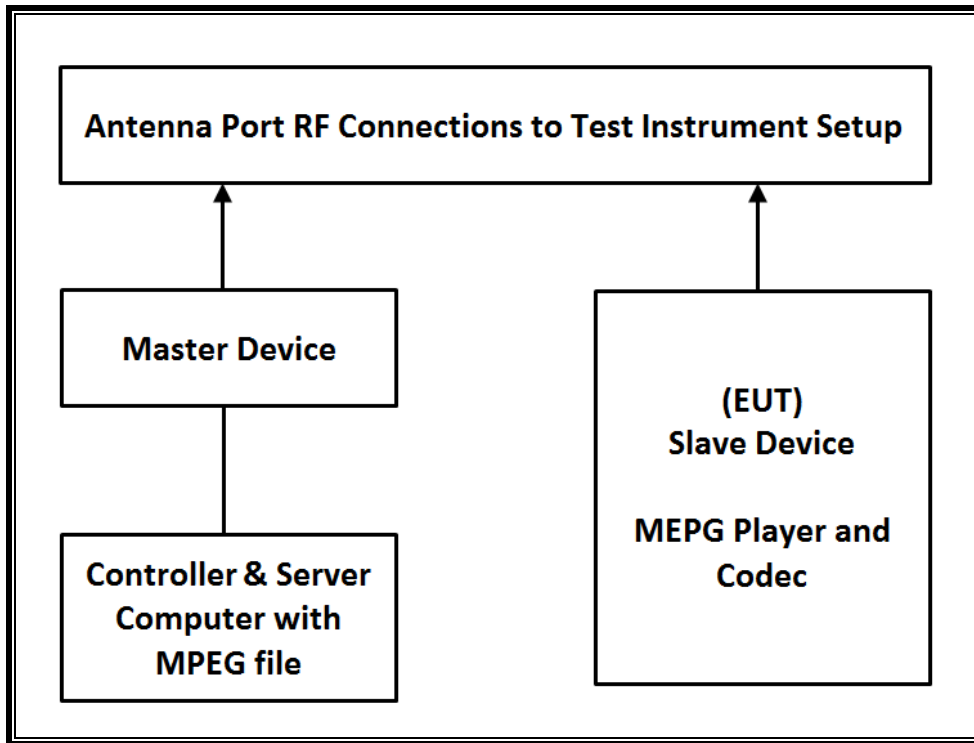 Antenna Port RF Connections to Test Instrument Setup
Master Device
Controller & Server
Computer with
MPEG file
(EUT)
Slave Device
MEPG Player and
Codec